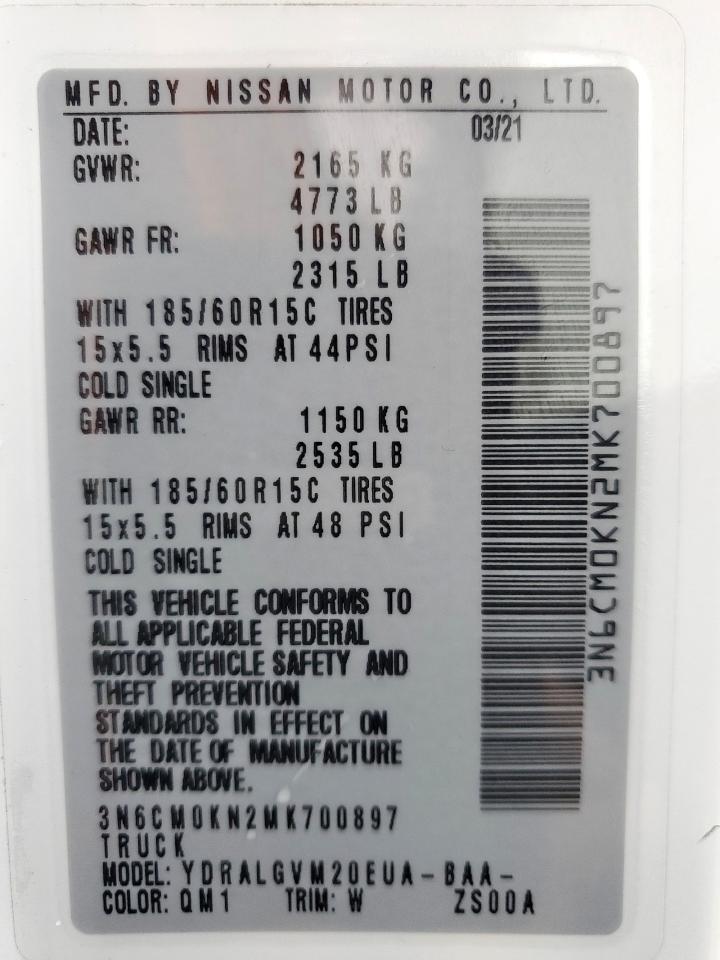 MFD. BY NISSAN MOTOR CO., LTD.
DATE: 03/21
GVWR: 2165 KG
4773 LB
GAWR FR: 1050 KG
2315 LB
WITH 185/60R15C TIRES
15x5.5 RIMS AT 44PSI
COLD SINGLE
GAWR RR: 1150 KG
2535 LB
WITH 185/60R15C TIRES
15x5.5 RIMS AT 48 PSI
COLD SINGLE
THIS VEHICLE CONFORMS TO
ALL APPLICABLE FEDERAL
MOTOR VEHICLE SAFETY AND
THEFT PREVENTION
STANDARDS IN EFFECT ON
THE DATE OF MANUFACTURE
SHOWN ABOVE.
3N6CM0KN2MK700897
TRUCK
MODEL: YDRALGVM20EUA-BAA-
COLOR: QM1 TRIM: W ZS00A
3N6CM0KN2MK700897